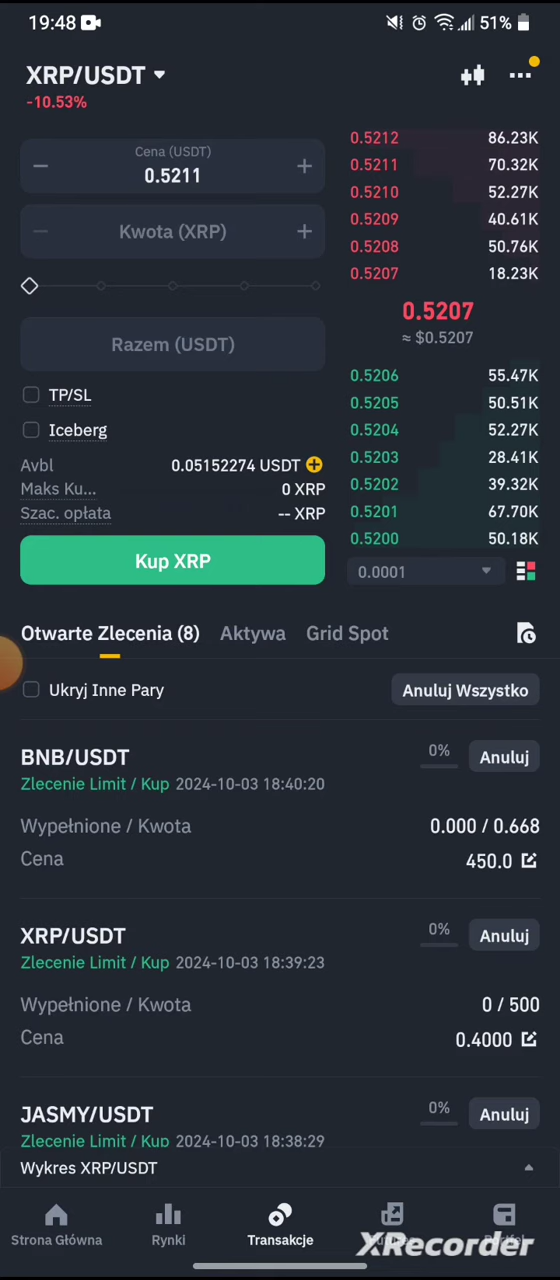 19:48 51%
XRP/USDT
-10.53%
Cena (USDT)
0.5211
Kwota (XRP)
Razem (USDT)
TP/SL
Iceberg
Avbl 0.05152274 USDT
Maks Ku... 0 XRP
Szac. opłata -- XRP
Kup XRP
0.5212 86.23K
0.5211 70.32K
0.5210 52.27K
0.5209 40.61K
0.5208 50.76K
0.5207 18.23K
0.5207
≈ $0.5207
0.5206 55.47K
0.5205 50.51K
0.5204 52.27K
0.5203 28.41K
0.5202 39.32K
0.5201 67.70K
0.5200 50.18K
0.0001
Otwarte Zlecenia (8) Aktywa Grid Spot
Ukryj Inne Pary Anuluj Wszystko
BNB/USDT 0% Anuluj
Zlecenie Limit / Kup 2024-10-03 18:40:20
Wypełnione / Kwota 0.000 / 0.668
Cena 450.0
XRP/USDT 0% Anuluj
Zlecenie Limit / Kup 2024-10-03 18:39:23
Wypełnione / Kwota 0 / 500
Cena 0.4000
JASMY/USDT 0% Anuluj
Zlecenie Limit / Kup 2024-10-03 18:38:29
Wykres XRP/USDT
Strona Główna Rynki Transakcje
XRecorder